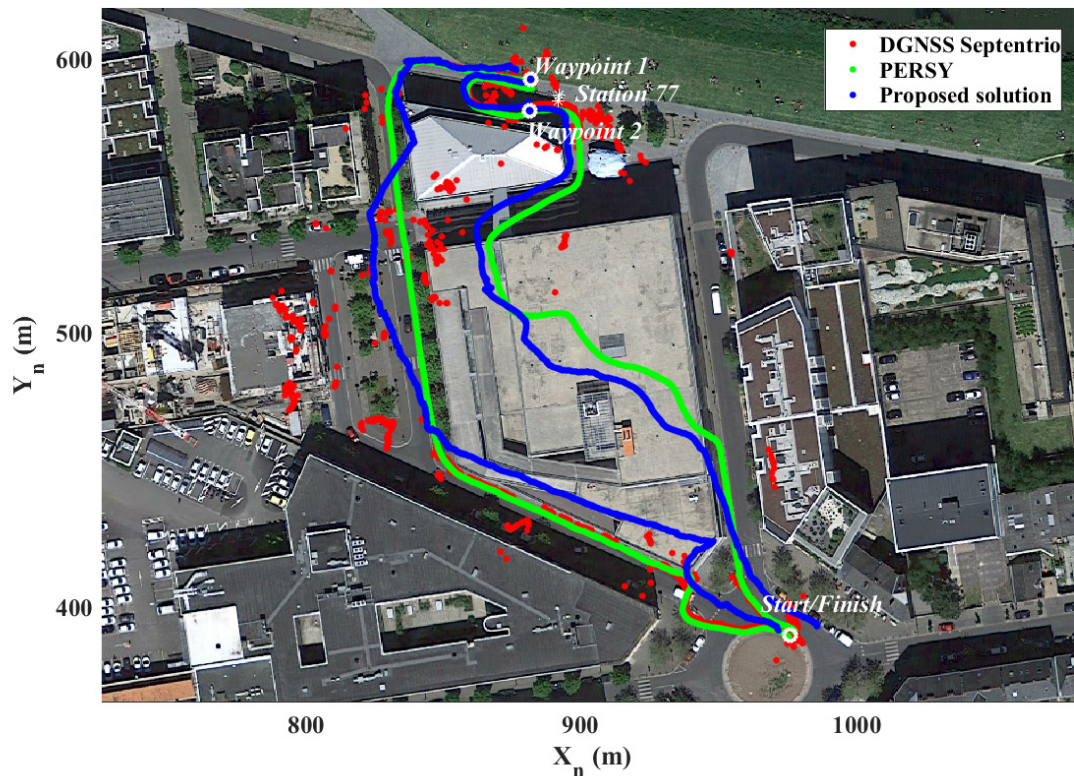 600
500
400
800
900
1000
X_n (m)
Y_n (m)
DGNSS Septentrio
PERSY
Proposed solution
Waypoint 1
Station 77
Waypoint 2
Start/Finish